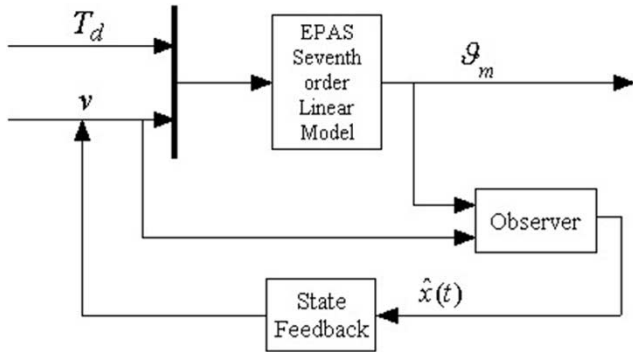 T_d
EPAS
Seventh
order
Linear
Model
ϑ_m
v
Observer
x̂(t)
State
Feedback